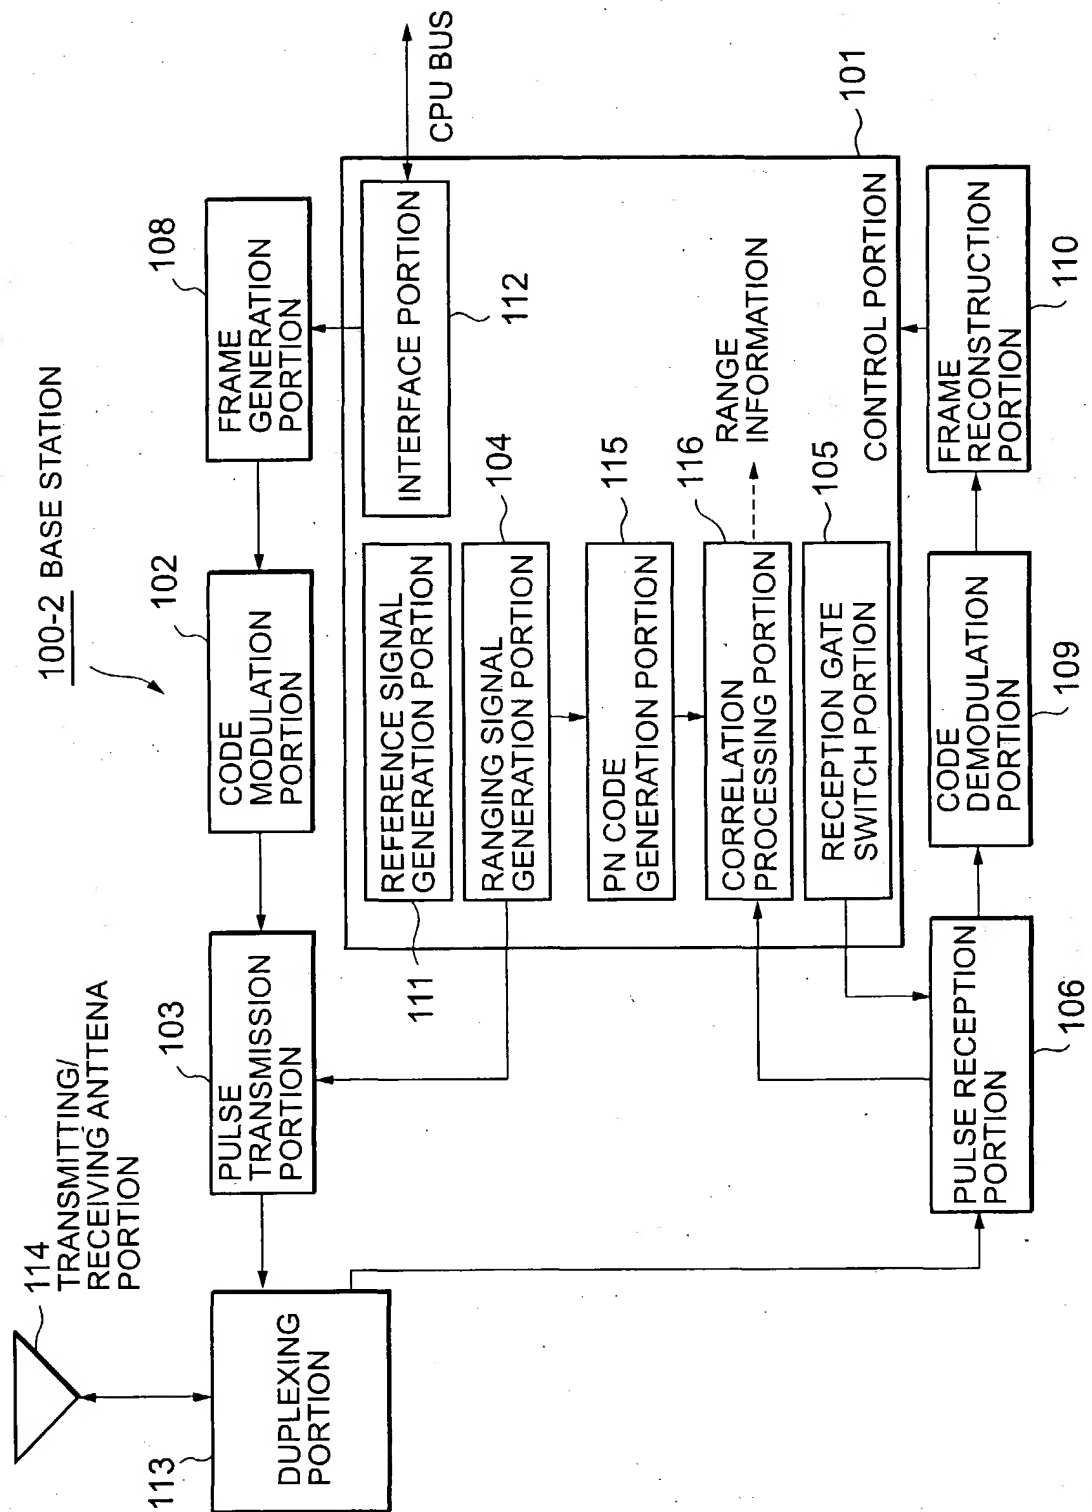 100-2 BASE STATION
114
TRANSMITTING/
RECEIVING ANTTENA
PORTION
103
PULSE
TRANSMISSION
PORTION
102
CODE
MODULATION
PORTION
108
FRAME
GENERATION
PORTION
113
DUPLEXING
PORTION
111
REFERENCE SIGNAL
GENERATION PORTION
RANGING SIGNAL
GENERATION PORTION
104
INTERFACE PORTION
112
CPU BUS
PN CODE
GENERATION PORTION
115
CORRELATION
PROCESSING PORTION
116
RANGE
INFORMATION
RECEPTION GATE
SWITCH PORTION
105
CONTROL PORTION
101
PULSE RECEPTION
PORTION
106
CODE
DEMODULATION
PORTION
109
FRAME
RECONSTRUCTION
PORTION
110